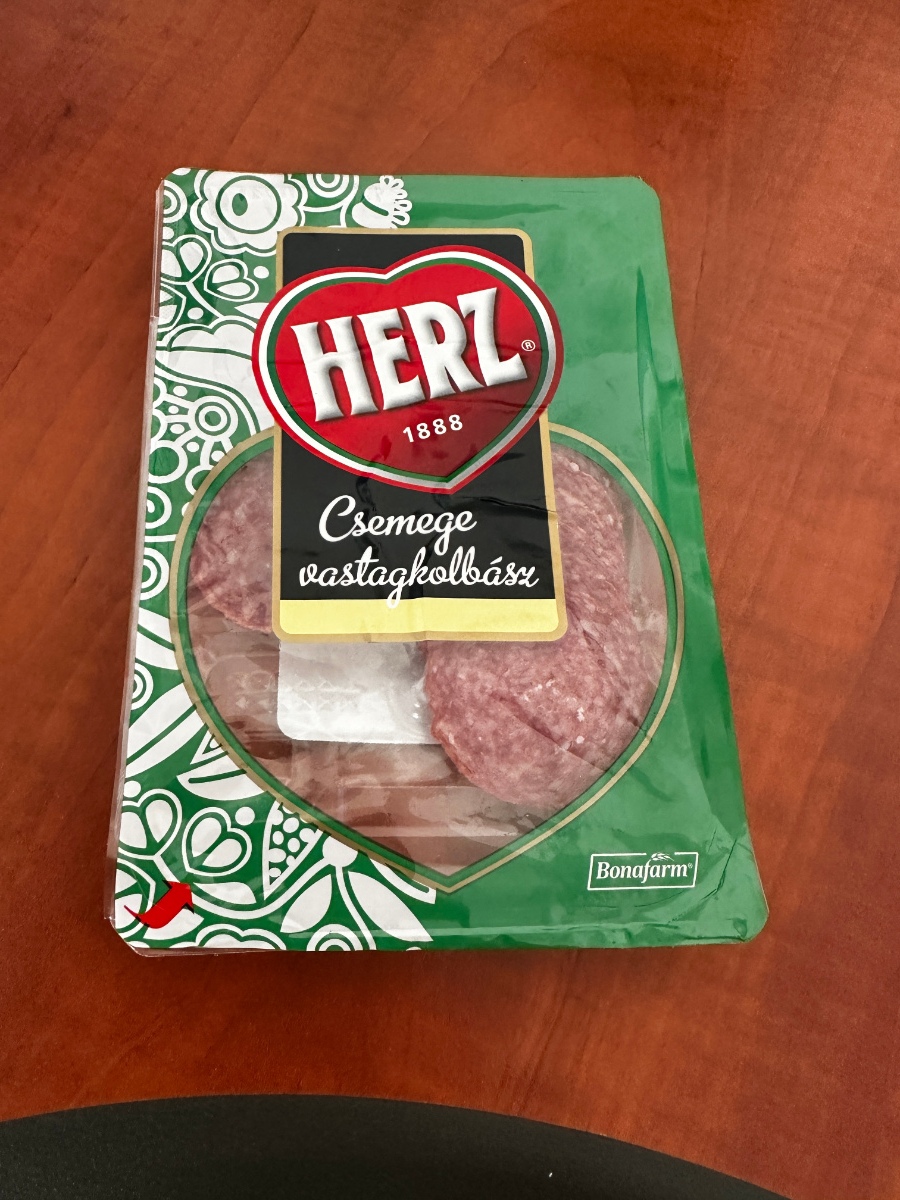 HERZ®
1888
Csemege
vastagkolbász
Bonafarm®